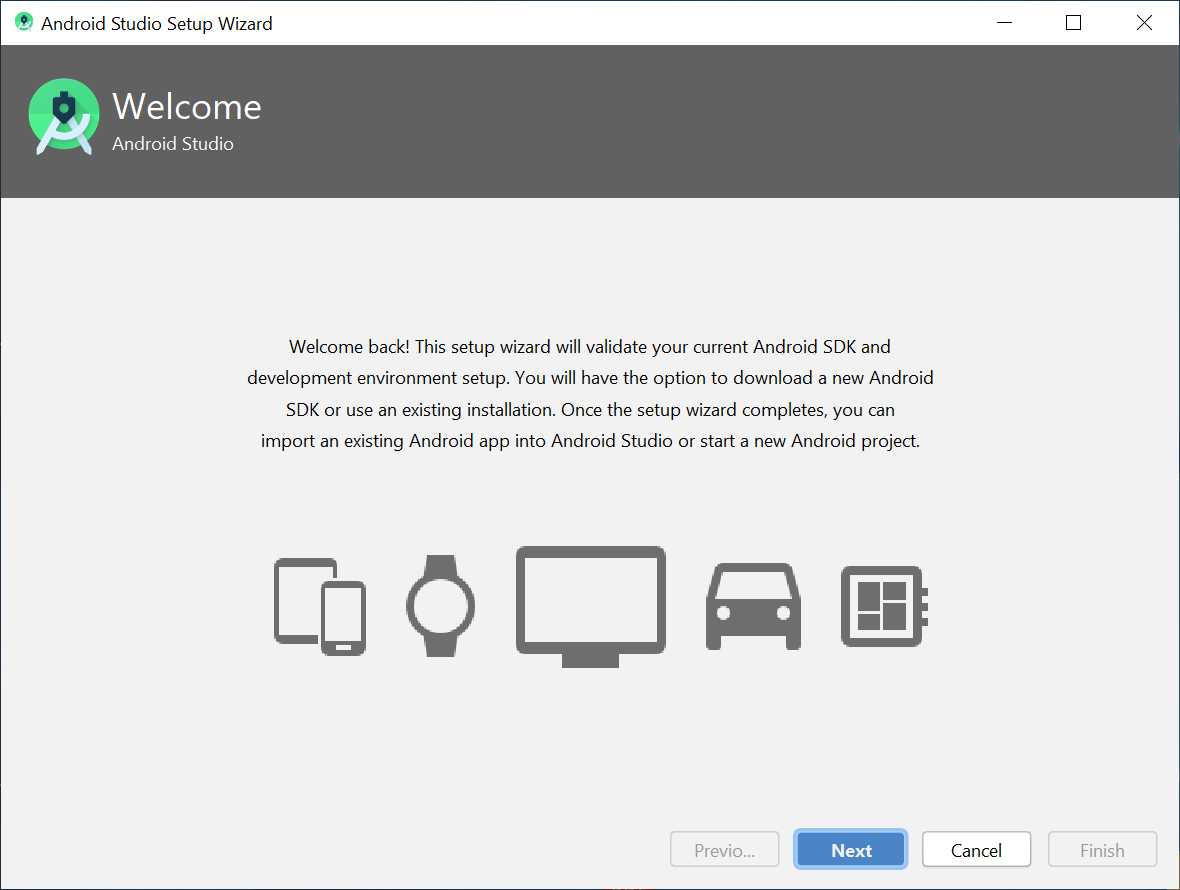 Android Studio Setup Wizard
Welcome
Android Studio
Welcome back! This setup wizard will validate your current Android SDK and
development environment setup. You will have the option to download a new Android
SDK or use an existing installation. Once the setup wizard completes, you can
import an existing Android app into Android Studio or start a new Android project.
Previo... Next Cancel Finish